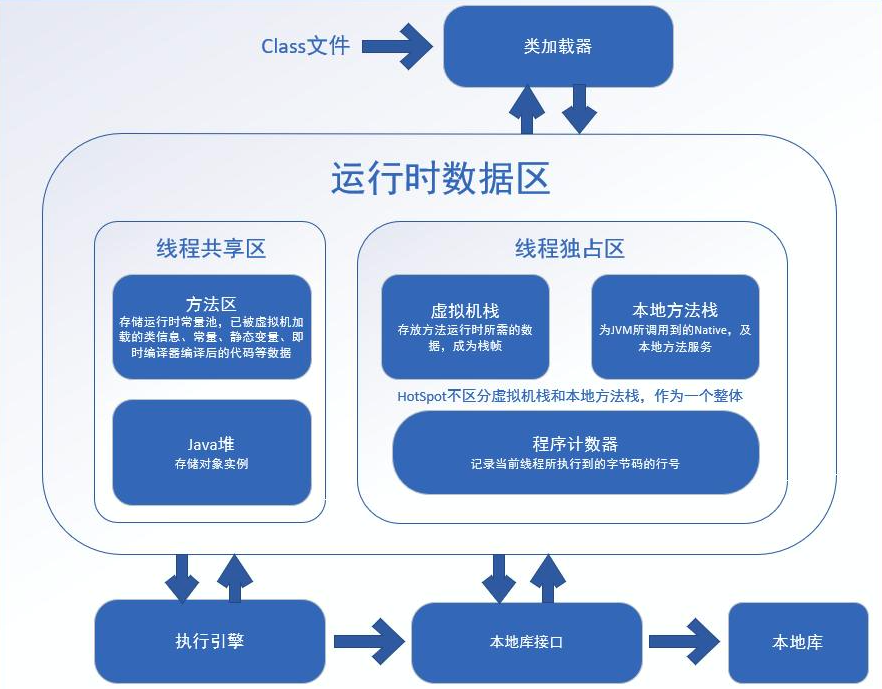 Class文件
类加载器
运行时数据区
线程共享区
方法区
存储运行时常量池，已被虚拟机加
载的类信息、常量、静态变量、即
时编译器编译后的代码等数据
Java堆
存储对象实例
线程独占区
虚拟机栈
存放方法运行时所需的数
据，成为栈帧
本地方法栈
为JVM所调用到的Native，及
本地方法服务
HotSpot不区分虚拟机栈和本地方法栈，作为一个整体
程序计数器
记录当前线程所执行到的字节码的行号
执行引擎
本地库接口
本地库